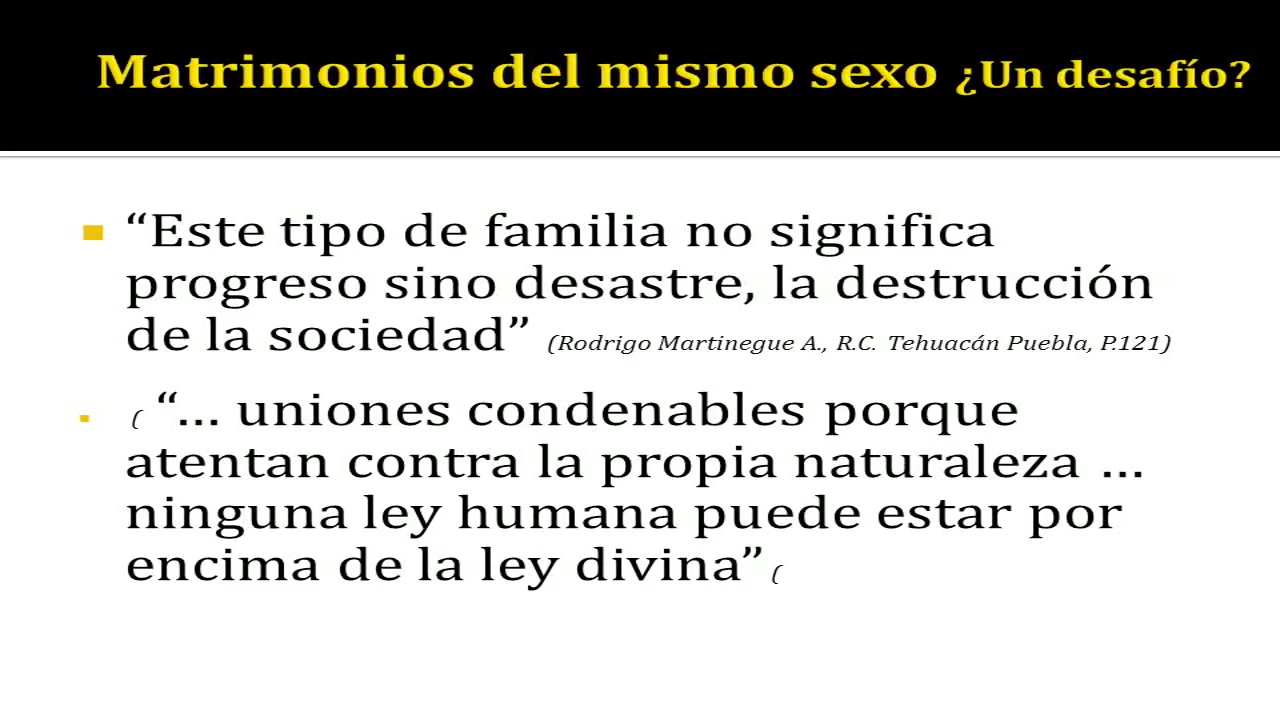 Matrimonios del mismo sexo ¿Un desafío?
“Este tipo de familia no significa
progreso sino desastre, la destrucción
de la sociedad” (Rodrigo Martinegue A., R.C. Tehuacán Puebla, P.121)
( “... uniones condenables porque
atentan contra la propia naturaleza ...
ninguna ley humana puede estar por
encima de la ley divina” (